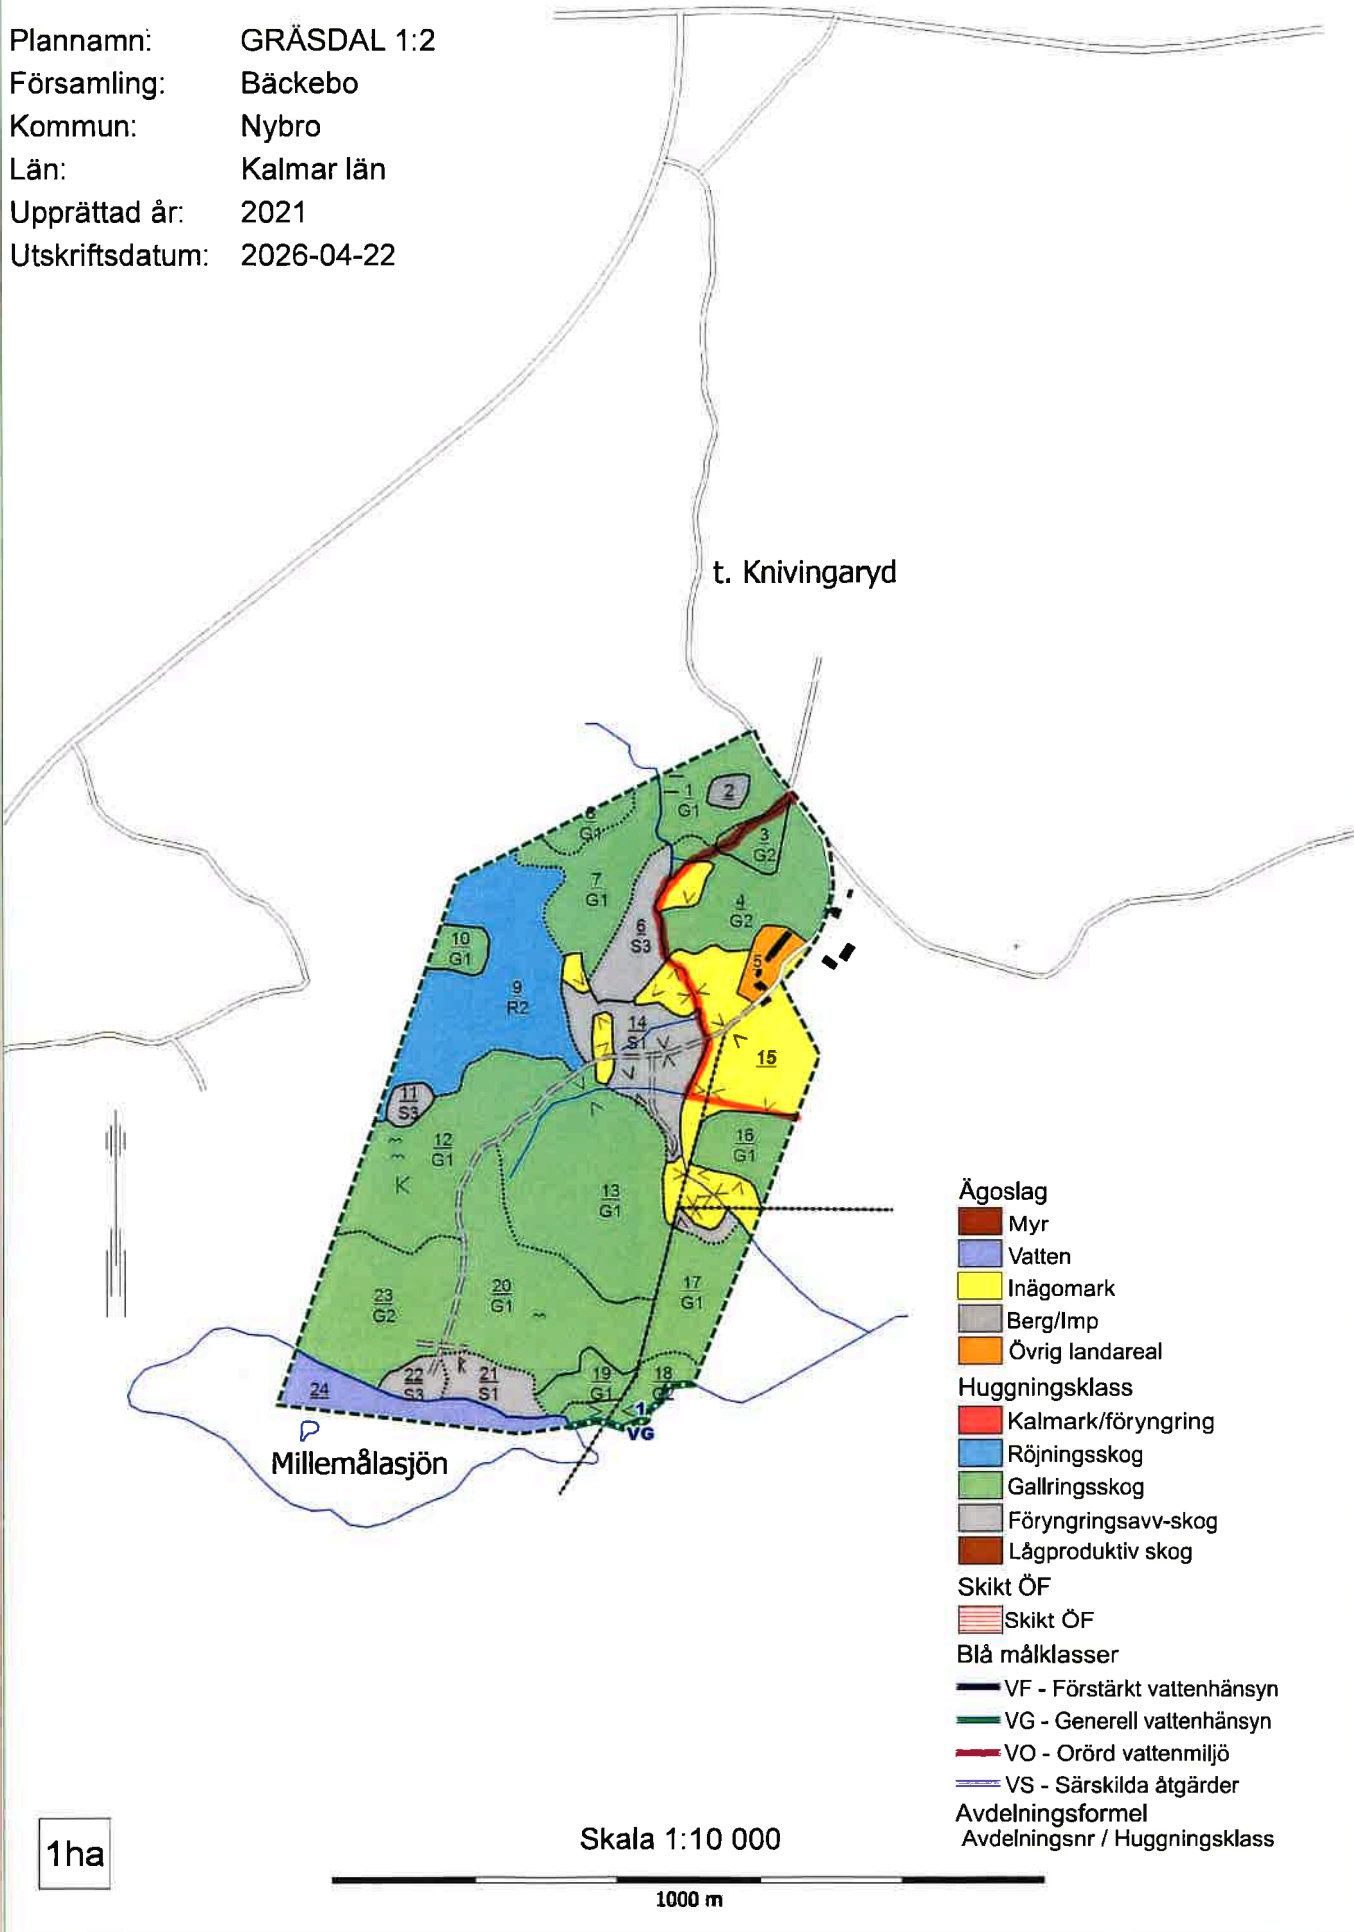 Plannamn: GRÄSDAL 1:2
Församling: Bäckebo
Kommun: Nybro
Län: Kalmar län
Upprättad år: 2021
Utskriftsdatum: 2026-04-22
t. Knivingaryd
1
G1
2
3
G2
8
G1
7
G1
4
G2
6
S3
5
10
G1
9
R2
14
S1
15
11
S3
12
G1
16
G1
K
13
G1
17
G1
20
G1
23
G2
22
S3
21
S1
19
G1
18
G2
24
1
VG
Millemålasjön
Ägoslag
Myr
Vatten
Inägomark
Berg/Imp
Övrig landareal
Huggningsklass
Kalmark/föryngring
Röjningsskog
Gallringsskog
Föryngringsavv-skog
Lågproduktiv skog
Skikt ÖF
Skikt ÖF
Blå målklasser
VF - Förstärkt vattenhänsyn
VG - Generell vattenhänsyn
VO - Orörd vattenmiljö
VS - Särskilda åtgärder
Avdelningsformel
Avdelningsnr / Huggningsklass
1ha
Skala 1:10 000
1000 m